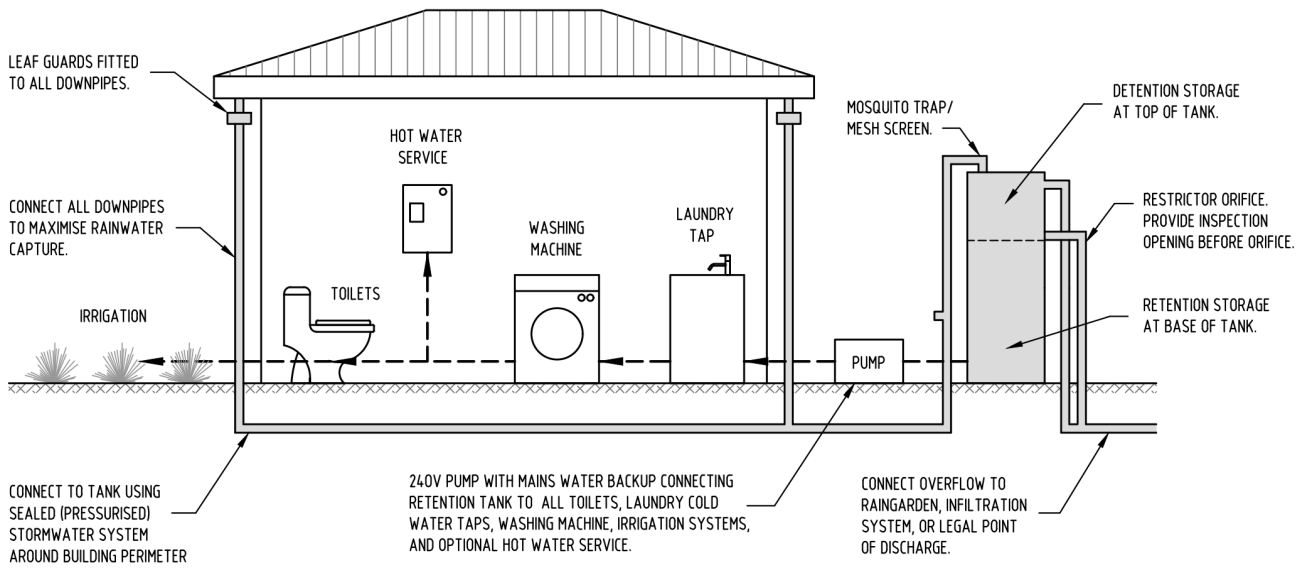 LEAF GUARDS FITTED
TO ALL DOWNPIPES.
HOT WATER
SERVICE
MOSQUITO TRAP/
MESH SCREEN.
DETENTION STORAGE
AT TOP OF TANK.
CONNECT ALL DOWNPIPES
TO MAXIMISE RAINWATER
CAPTURE.
WASHING
MACHINE
LAUNDRY
TAP
RESTRICTOR ORIFICE.
PROVIDE INSPECTION
OPENING BEFORE ORIFICE.
IRRIGATION
TOILETS
RETENTION STORAGE
AT BASE OF TANK.
PUMP
CONNECT TO TANK USING
SEALED (PRESSURISED)
STORMWATER SYSTEM
AROUND BUILDING PERIMETER
240V PUMP WITH MAINS WATER BACKUP CONNECTING
RETENTION TANK TO ALL TOILETS, LAUNDRY COLD
WATER TAPS, WASHING MACHINE, IRRIGATION SYSTEMS,
AND OPTIONAL HOT WATER SERVICE.
CONNECT OVERFLOW TO
RAINGARDEN, INFILTRATION
SYSTEM, OR LEGAL POINT
OF DISCHARGE.